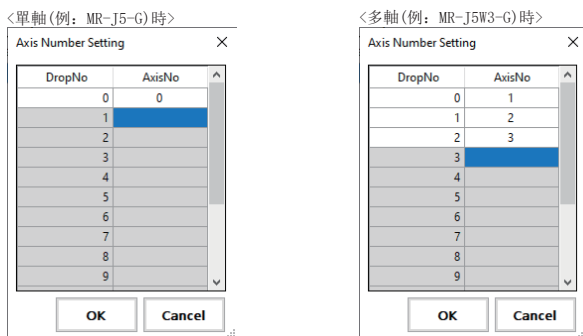 <單軸(例: MR-J5-G)時>
Axis Number Setting
DropNo AxisNo
0 0
1
2
3
4
5
6
7
8
9
OK Cancel
<多軸(例: MR-J5W3-G)時>
Axis Number Setting
DropNo AxisNo
0 1
1 2
2 3
3
4
5
6
7
8
9
OK Cancel